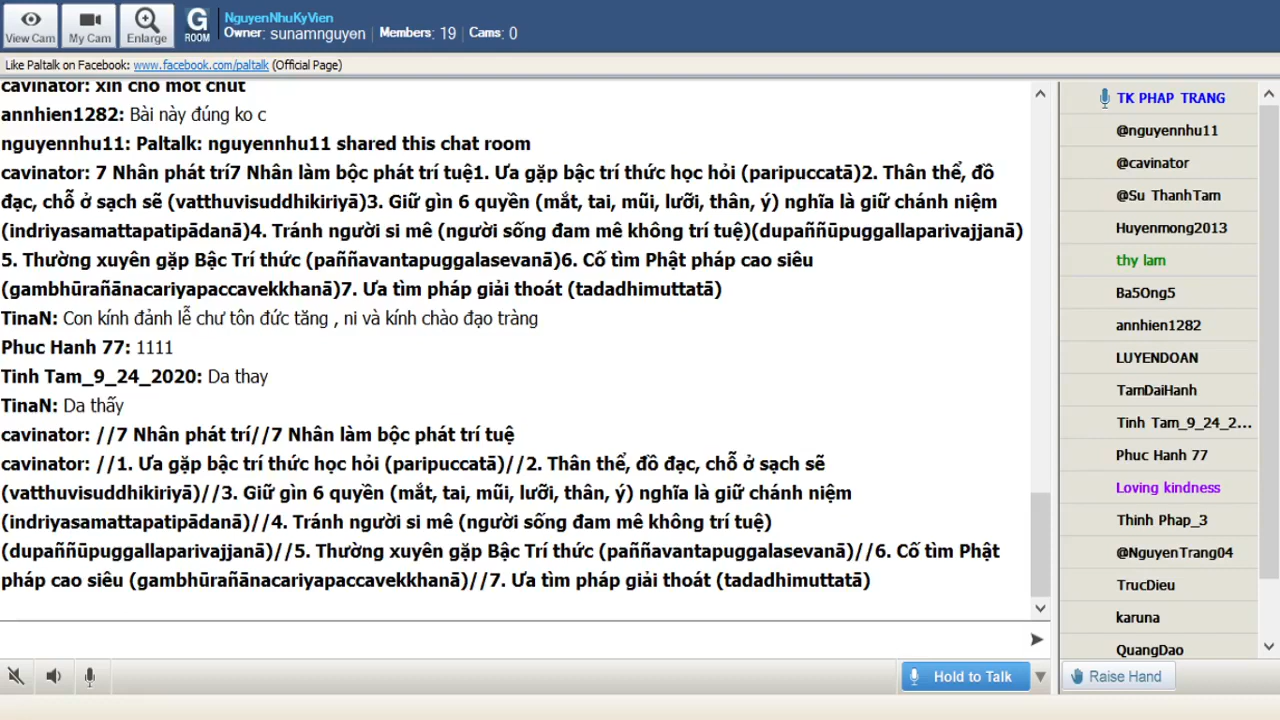 View Cam
My Cam
Enlarge
G
ROOM
NguyenNhuKyVien
Owner: sunamnguyen | Members: 19 | Cams: 0
Like Paltalk on Facebook: www.facebook.com/paltalk (Official Page)
cavinator: xin cho mot chut
annhien1282: Bài này đúng ko c
nguyennhu11: Paltalk: nguyennhu11 shared this chat room
cavinator: 7 Nhân phát trí7 Nhân làm bộc phát trí tuệ1. Ưa gặp bậc trí thức học hỏi (paripuccatā)2. Thân thể, đồ
đạc, chỗ ở sạch sẽ (vatthuvisuddhikiriyā)3. Giữ gìn 6 quyền (mắt, tai, mũi, lưỡi, thân, ý) nghĩa là giữ chánh niệm
(indriyasamattapatipādanā)4. Tránh người si mê (người sống đam mê không trí tuệ)(dupaññūpuggallaparivajjanā)
5. Thường xuyên gặp Bậc Trí thức (paññavantapuggalasevanā)6. Cố tìm Phật pháp cao siêu
(gambhūrañānacariyapaccavekkhanā)7. Ưa tìm pháp giải thoát (tadadhimuttatā)
TinaN: Con kính đảnh lễ chư tôn đức tăng , ni và kính chào đạo tràng
Phuc Hanh 77: 1111
Tinh Tam_9_24_2020: Da thay
TinaN: Da thấy
cavinator: //7 Nhân phát trí//7 Nhân làm bộc phát trí tuệ
cavinator: //1. Ưa gặp bậc trí thức học hỏi (paripuccatā)//2. Thân thể, đồ đạc, chỗ ở sạch sẽ
(vatthuvisuddhikiriyā)//3. Giữ gìn 6 quyền (mắt, tai, mũi, lưỡi, thân, ý) nghĩa là giữ chánh niệm
(indriyasamattapatipādanā)//4. Tránh người si mê (người sống đam mê không trí tuệ)
(dupaññūpuggallaparivajjanā)//5. Thường xuyên gặp Bậc Trí thức (paññavantapuggalasevanā)//6. Cố tìm Phật
pháp cao siêu (gambhūrañānacariyapaccavekkhanā)//7. Ưa tìm pháp giải thoát (tadadhimuttatā)
TK PHAP TRANG
@nguyennhu11
@cavinator
@Su ThanhTam
Huyenmong2013
thy lam
Ba5Ong5
annhien1282
LUYENDOAN
TamDaiHanh
Tinh Tam_9_24_2...
Phuc Hanh 77
Loving kindness
Thinh Phap_3
@NguyenTrang04
TrucDieu
karuna
QuangDao
Hold to Talk
Raise Hand